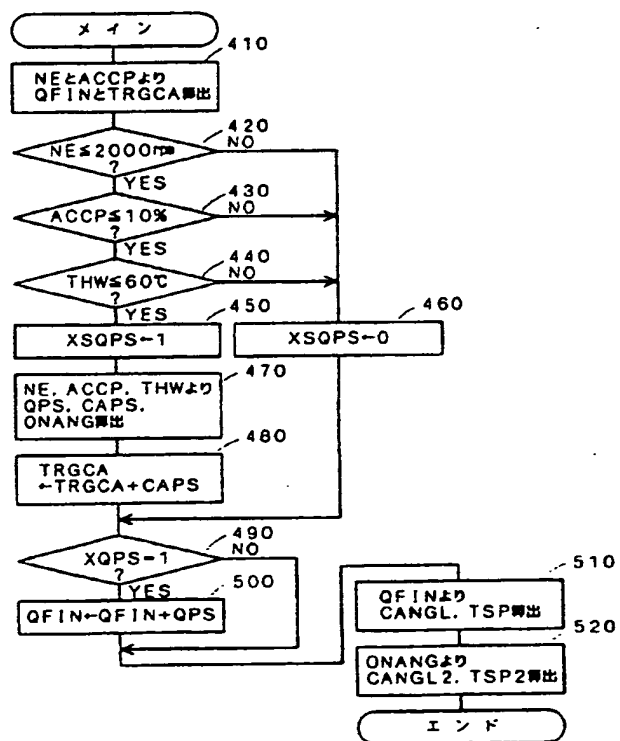 メイン
410
NEとACCPより
QFINとTRGCA算出
420
NE≦2000rpm
?
NO
YES
430
ACCP≦10%
?
NO
YES
440
THW≦60℃
?
NO
YES
450
XSQPS←1
460
XSQPS←0
470
NE. ACCP. THWより
QPS. CAPS.
ONANG算出
480
TRGCA
←TRGCA+CAPS
490
XQPS=1
?
NO
YES
500
QFIN←QFIN+QPS
510
QFINより
CANGL. TSP算出
520
ONANGより
CANGL2. TSP2算出
エンド